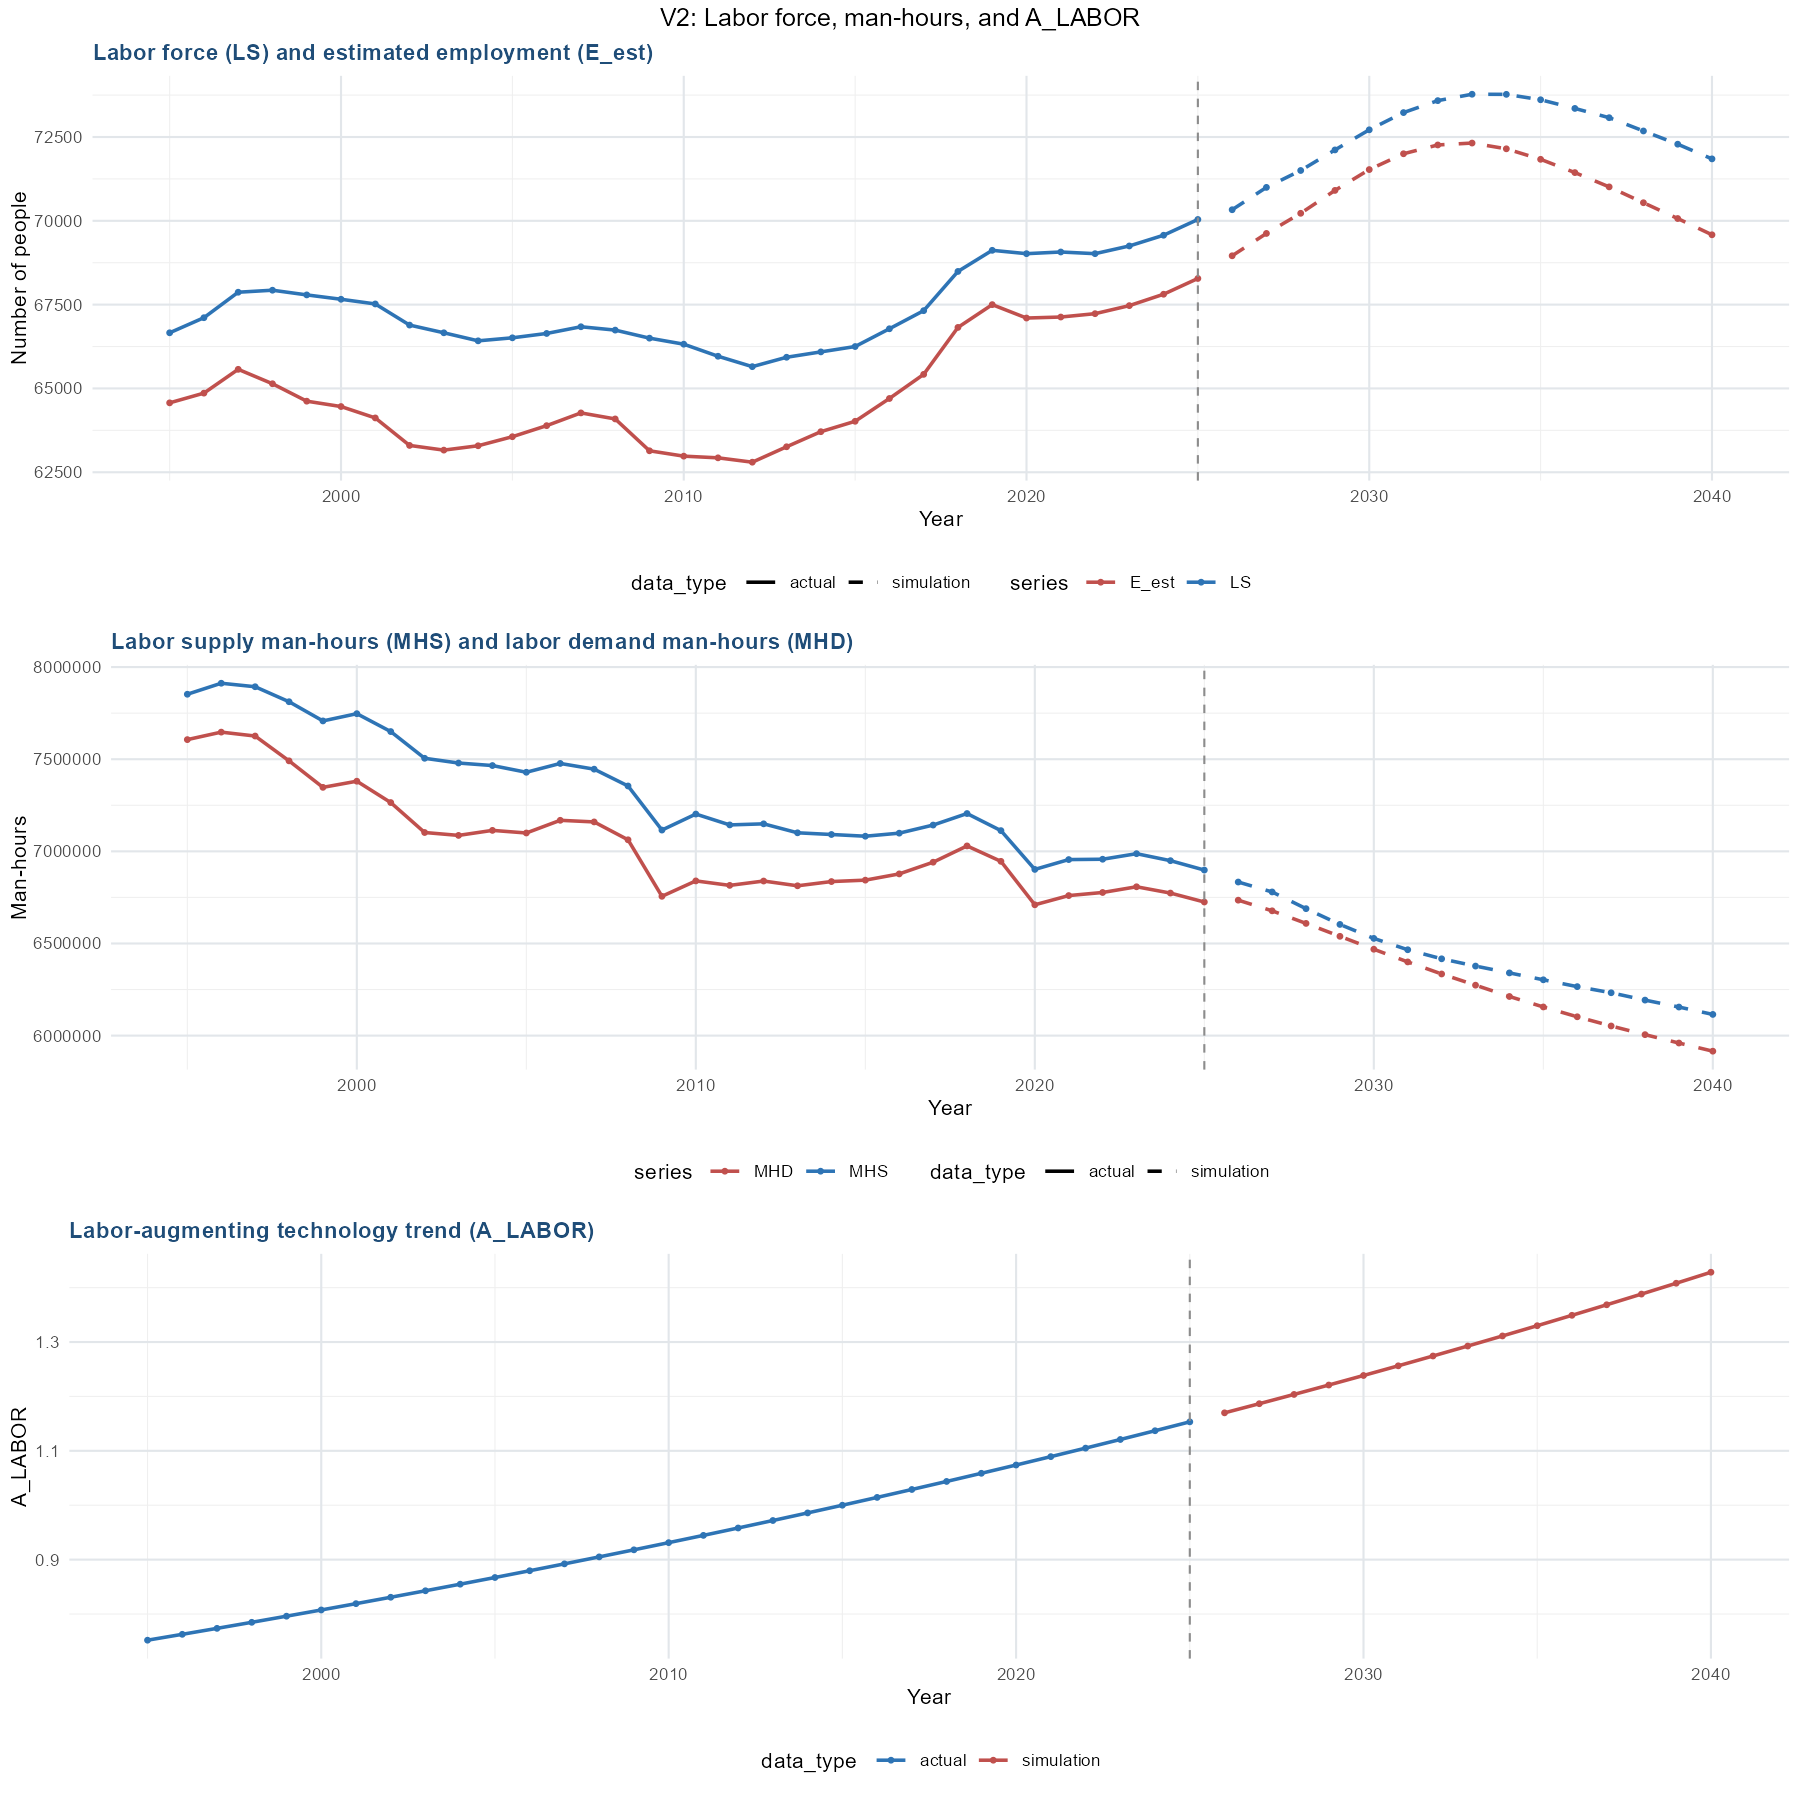 V2: Labor force, man-hours, and A_LABOR
Labor force (LS) and estimated employment (E_est)
Number of people
72500
70000
67500
65000
62500
2000 2010 2020 2030 2040
Year
data_type actual simulation series E_est LS
Labor supply man-hours (MHS) and labor demand man-hours (MHD)
Man-hours
8000000
7500000
7000000
6500000
6000000
2000 2010 2020 2030 2040
Year
series MHD MHS data_type actual simulation
Labor-augmenting technology trend (A_LABOR)
A_LABOR
1.3
1.1
0.9
2000 2010 2020 2030 2040
Year
data_type actual simulation